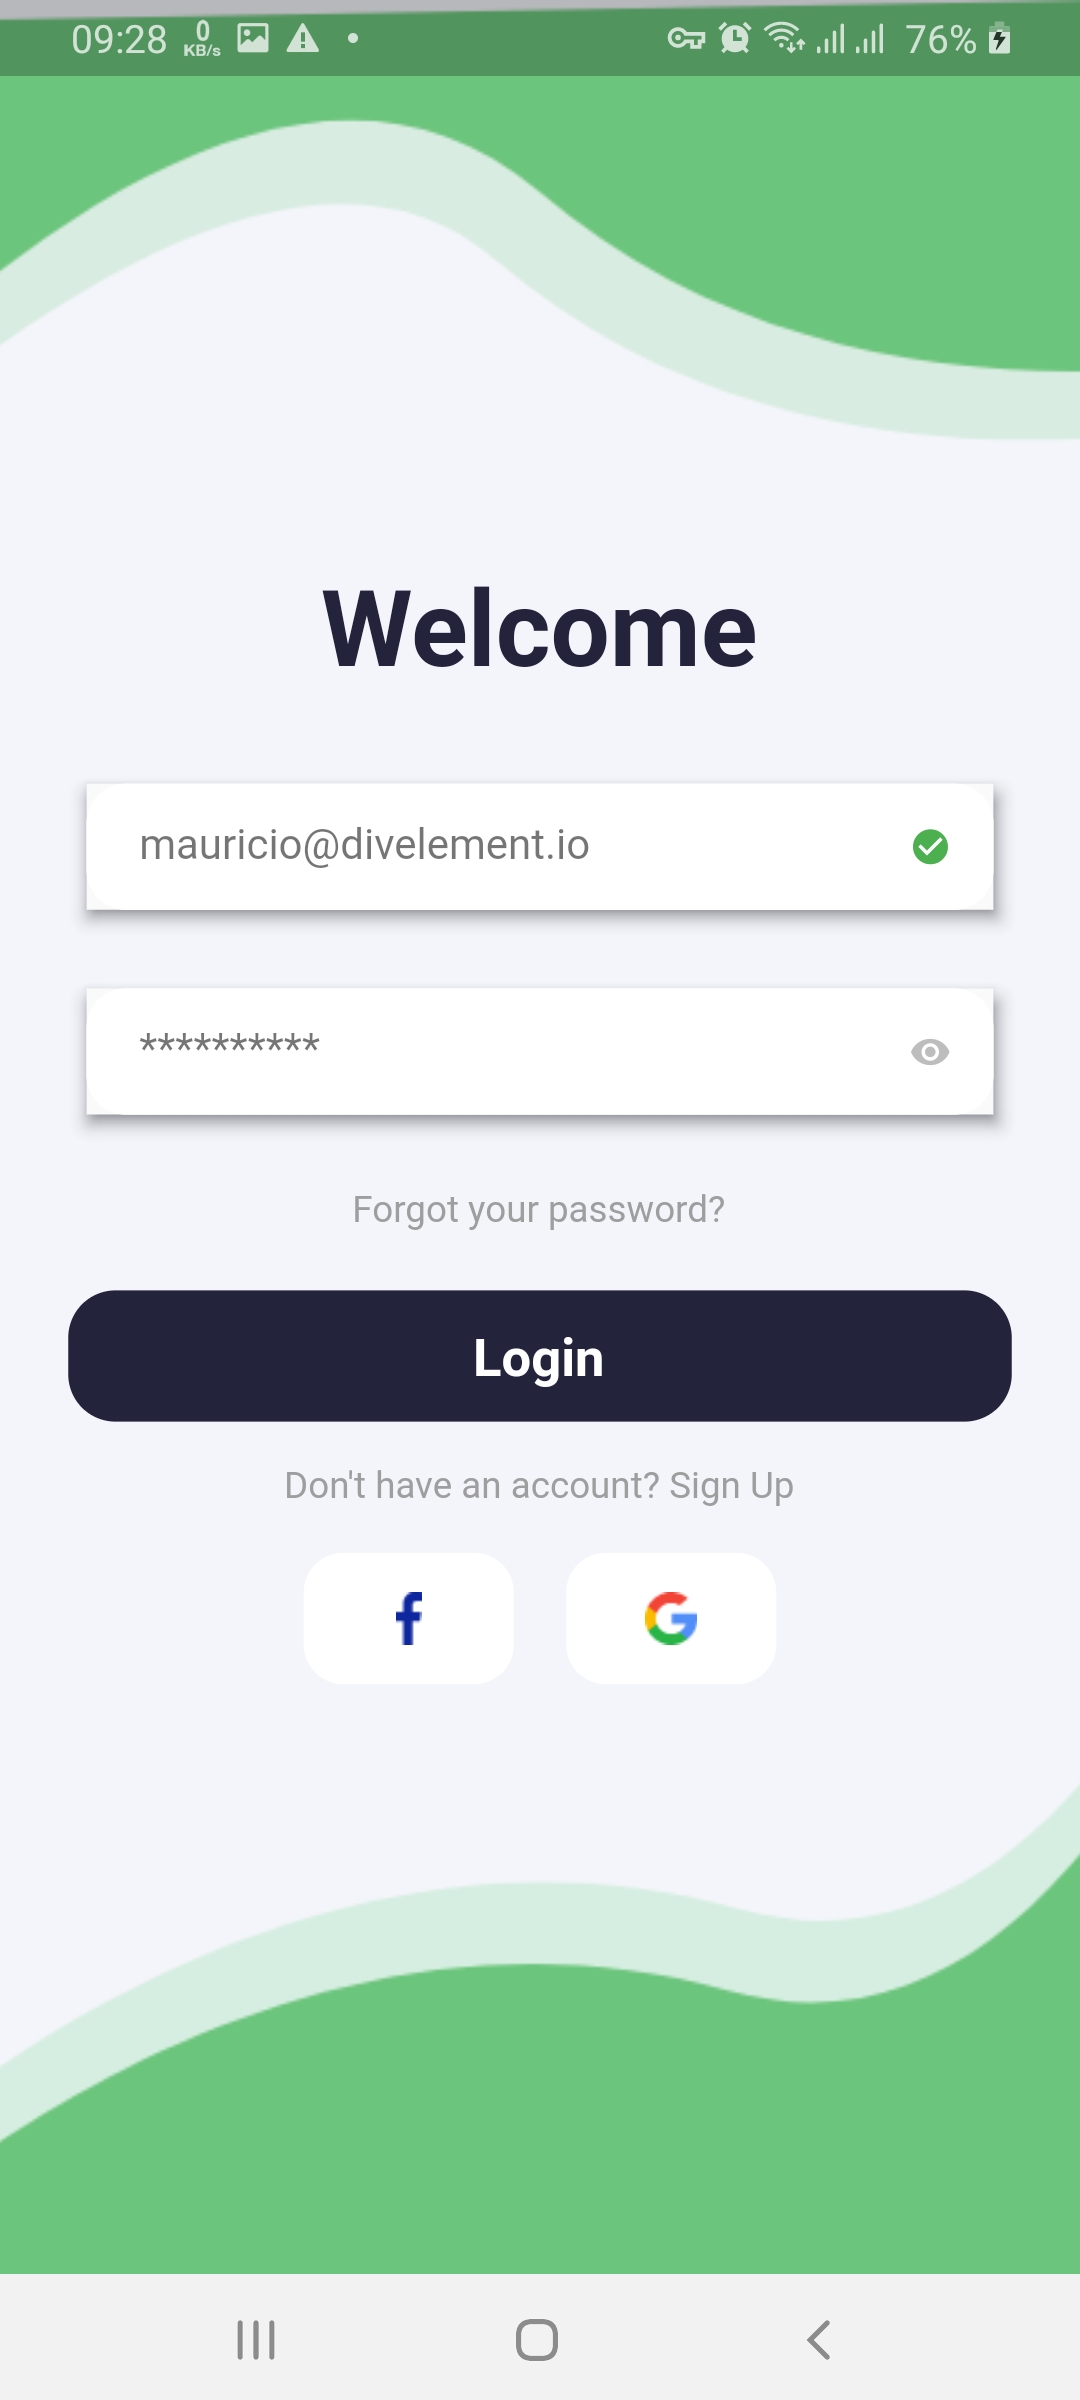 09:28 0 KB/s 76%
Welcome
mauricio@divelement.io
**********
Forgot your password?
Login
Don't have an account? Sign Up
f G